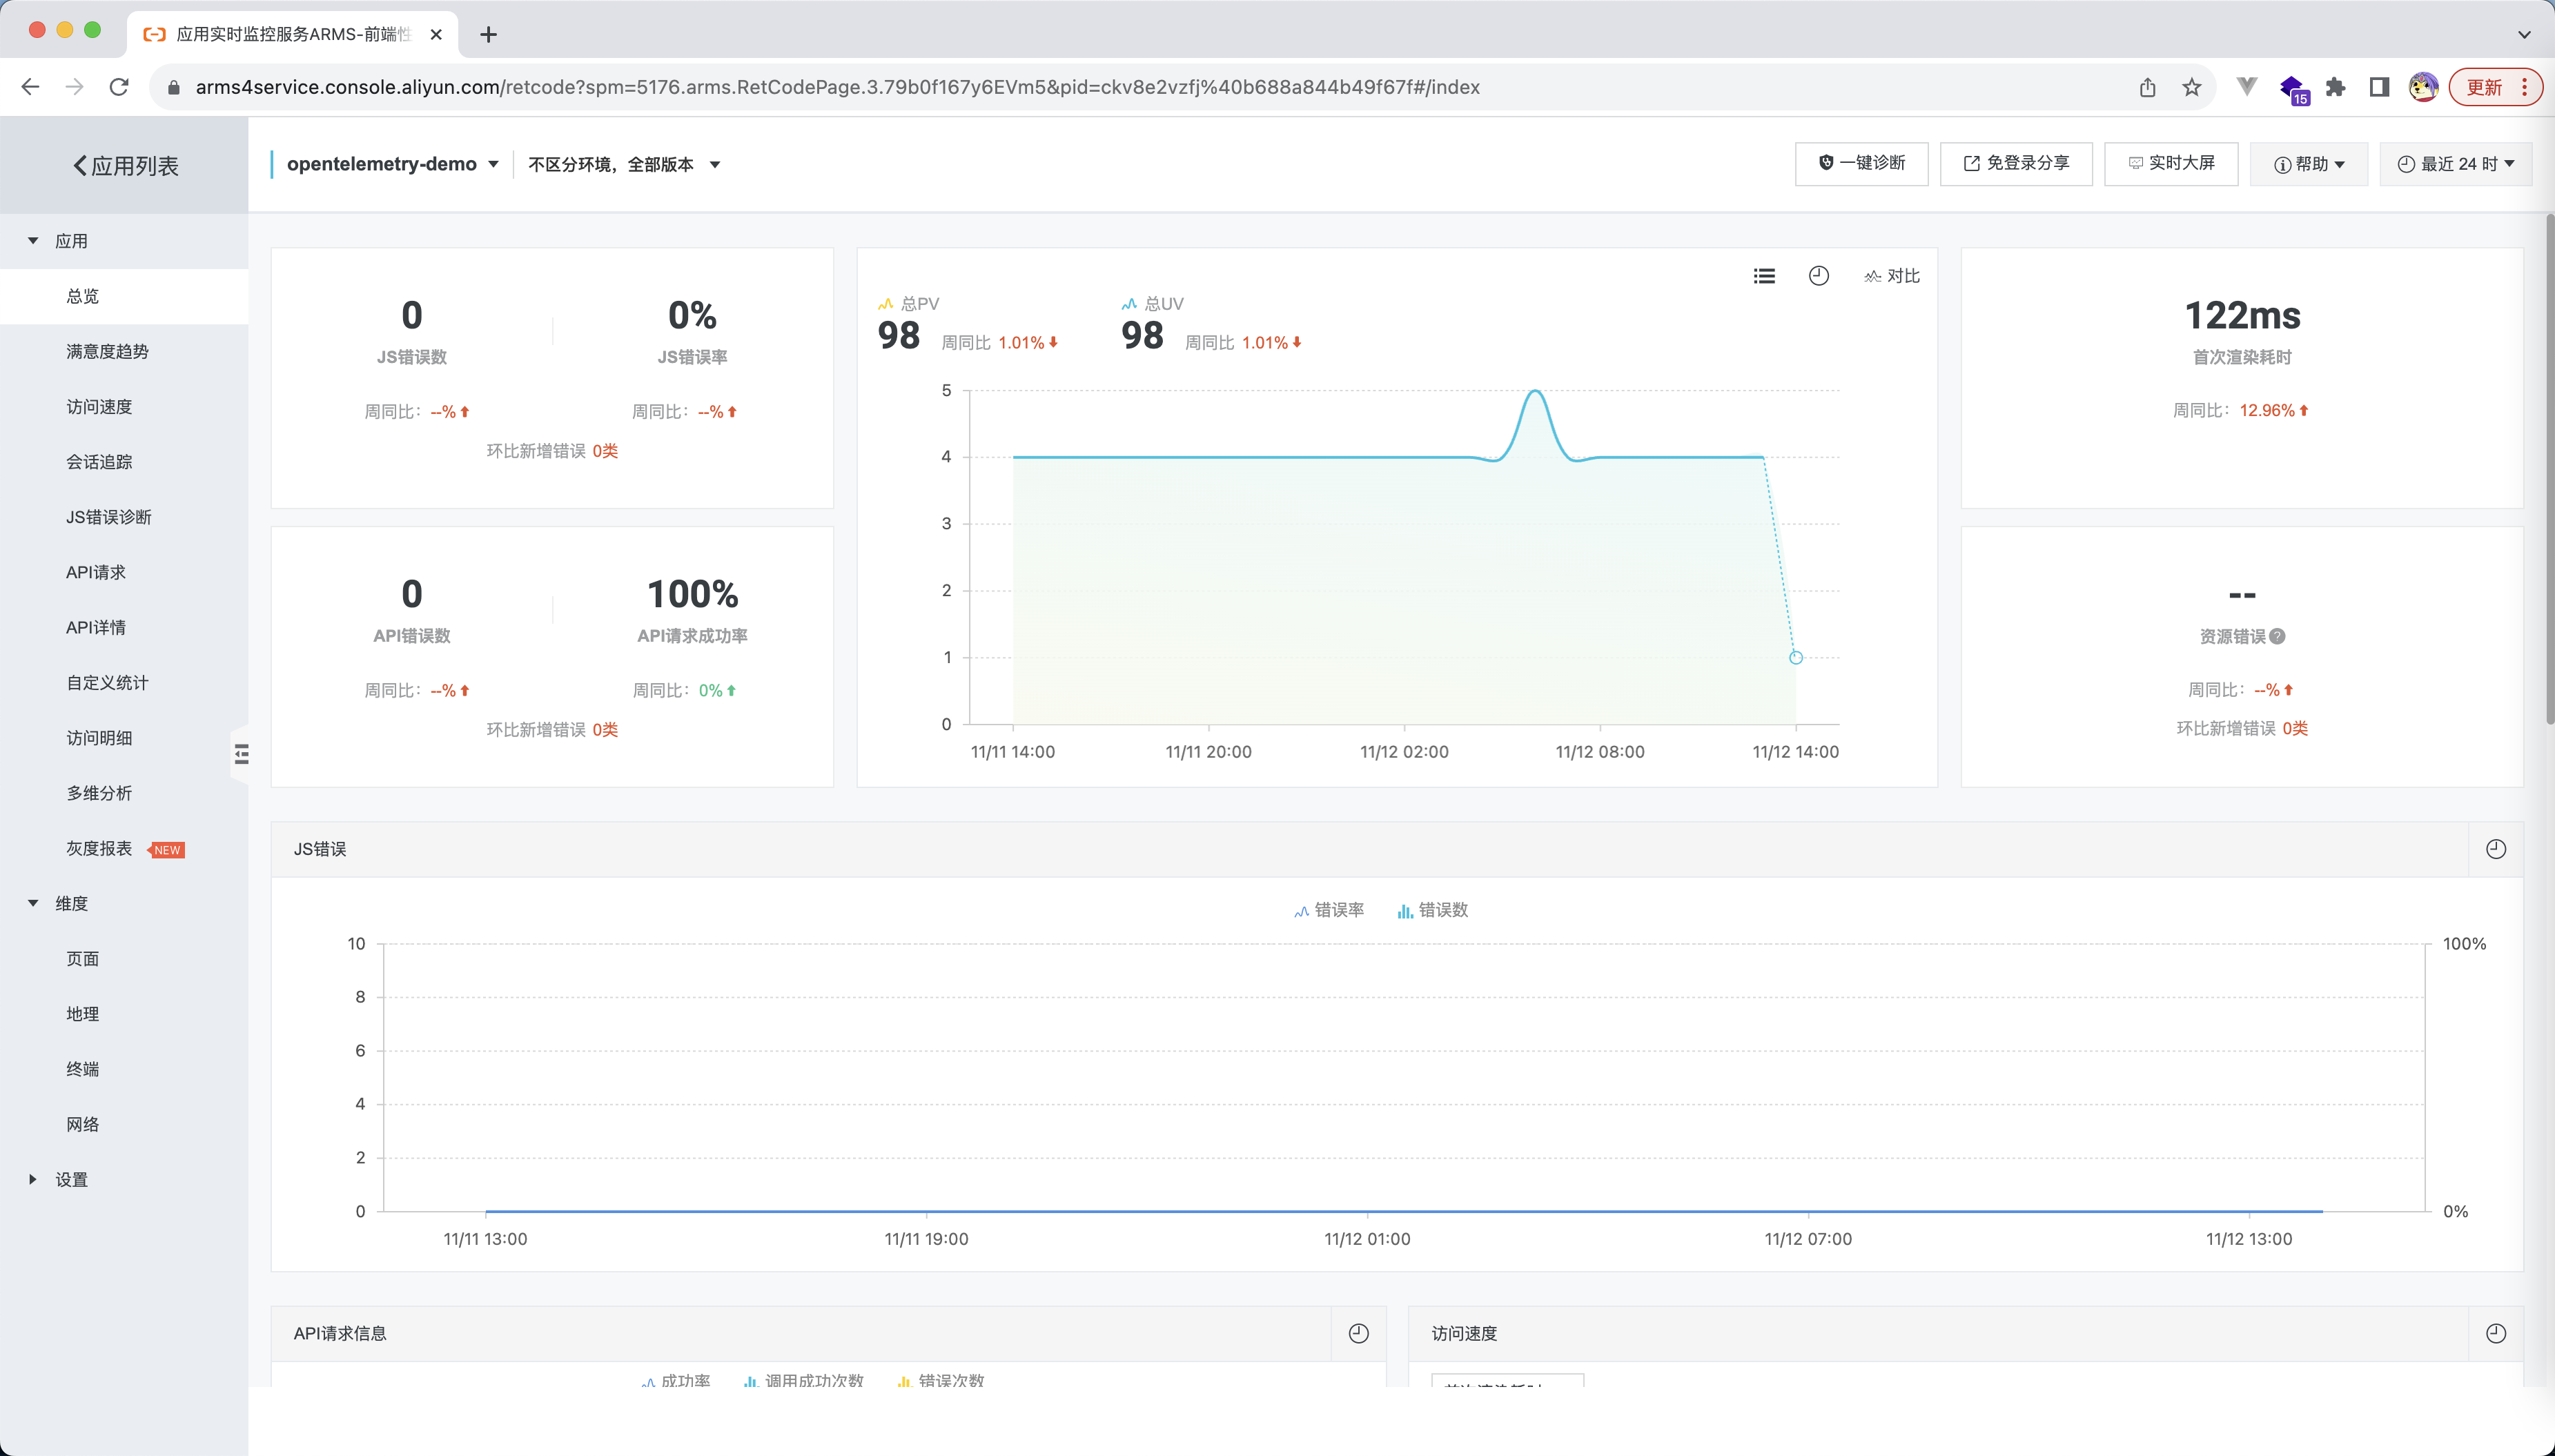 应用实时监控服务ARMS-前端性
arms4service.console.aliyun.com/retcode?spm=5176.arms.RetCodePage.3.79b0f167y6EVm5&pid=ckv8e2vzfj%40b688a844b49f67f#/index
15
更新
应用列表
opentelemetry-demo
不区分环境，全部版本
一键诊断
免登录分享
实时大屏
帮助
最近 24 时
应用
总览
满意度趋势
访问速度
会话追踪
JS错误诊断
API请求
API详情
自定义统计
访问明细
多维分析
灰度报表 NEW
维度
页面
地理
终端
网络
设置
0
JS错误数
周同比：--%
0%
JS错误率
周同比：--%
环比新增错误 0类
0
API错误数
周同比：--%
100%
API请求成功率
周同比：0%
环比新增错误 0类
对比
总PV
98 周同比 1.01%
总UV
98 周同比 1.01%
5
4
3
2
1
0
11/11 14:00 11/11 20:00 11/12 02:00 11/12 08:00 11/12 14:00
122ms
首次渲染耗时
周同比：12.96%
--
资源错误
周同比：--%
环比新增错误 0类
JS错误
错误率 错误数
10
8
6
4
2
0
100%
0%
11/11 13:00 11/11 19:00 11/12 01:00 11/12 07:00 11/12 13:00
API请求信息
成功率 调用成功次数 错误次数
访问速度